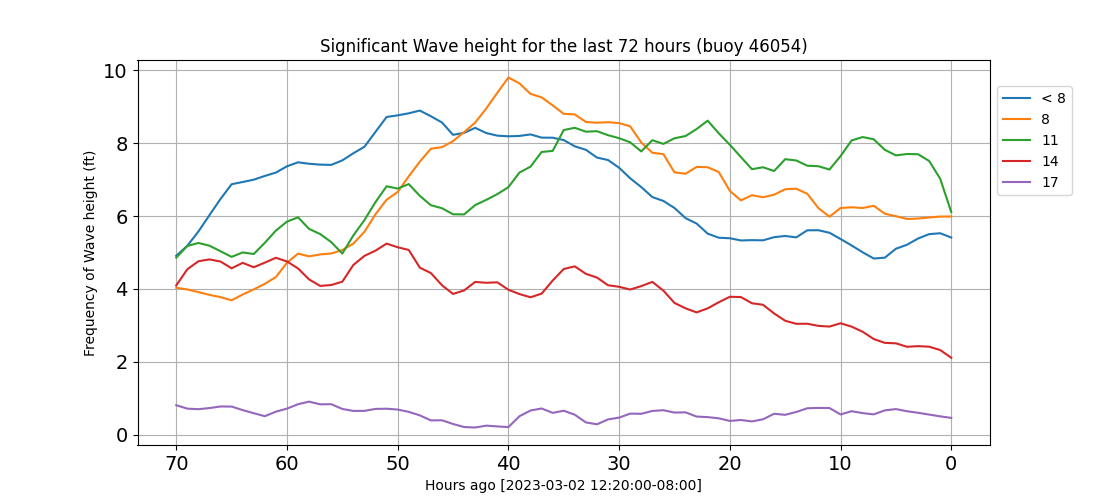 Significant Wave height for the last 72 hours (buoy 46054)
Frequency of Wave height (ft)
10
8
6
4
2
0
70 60 50 40 30 20 10 0
Hours ago [2023-03-02 12:20:00-08:00]
< 8
8
11
14
17